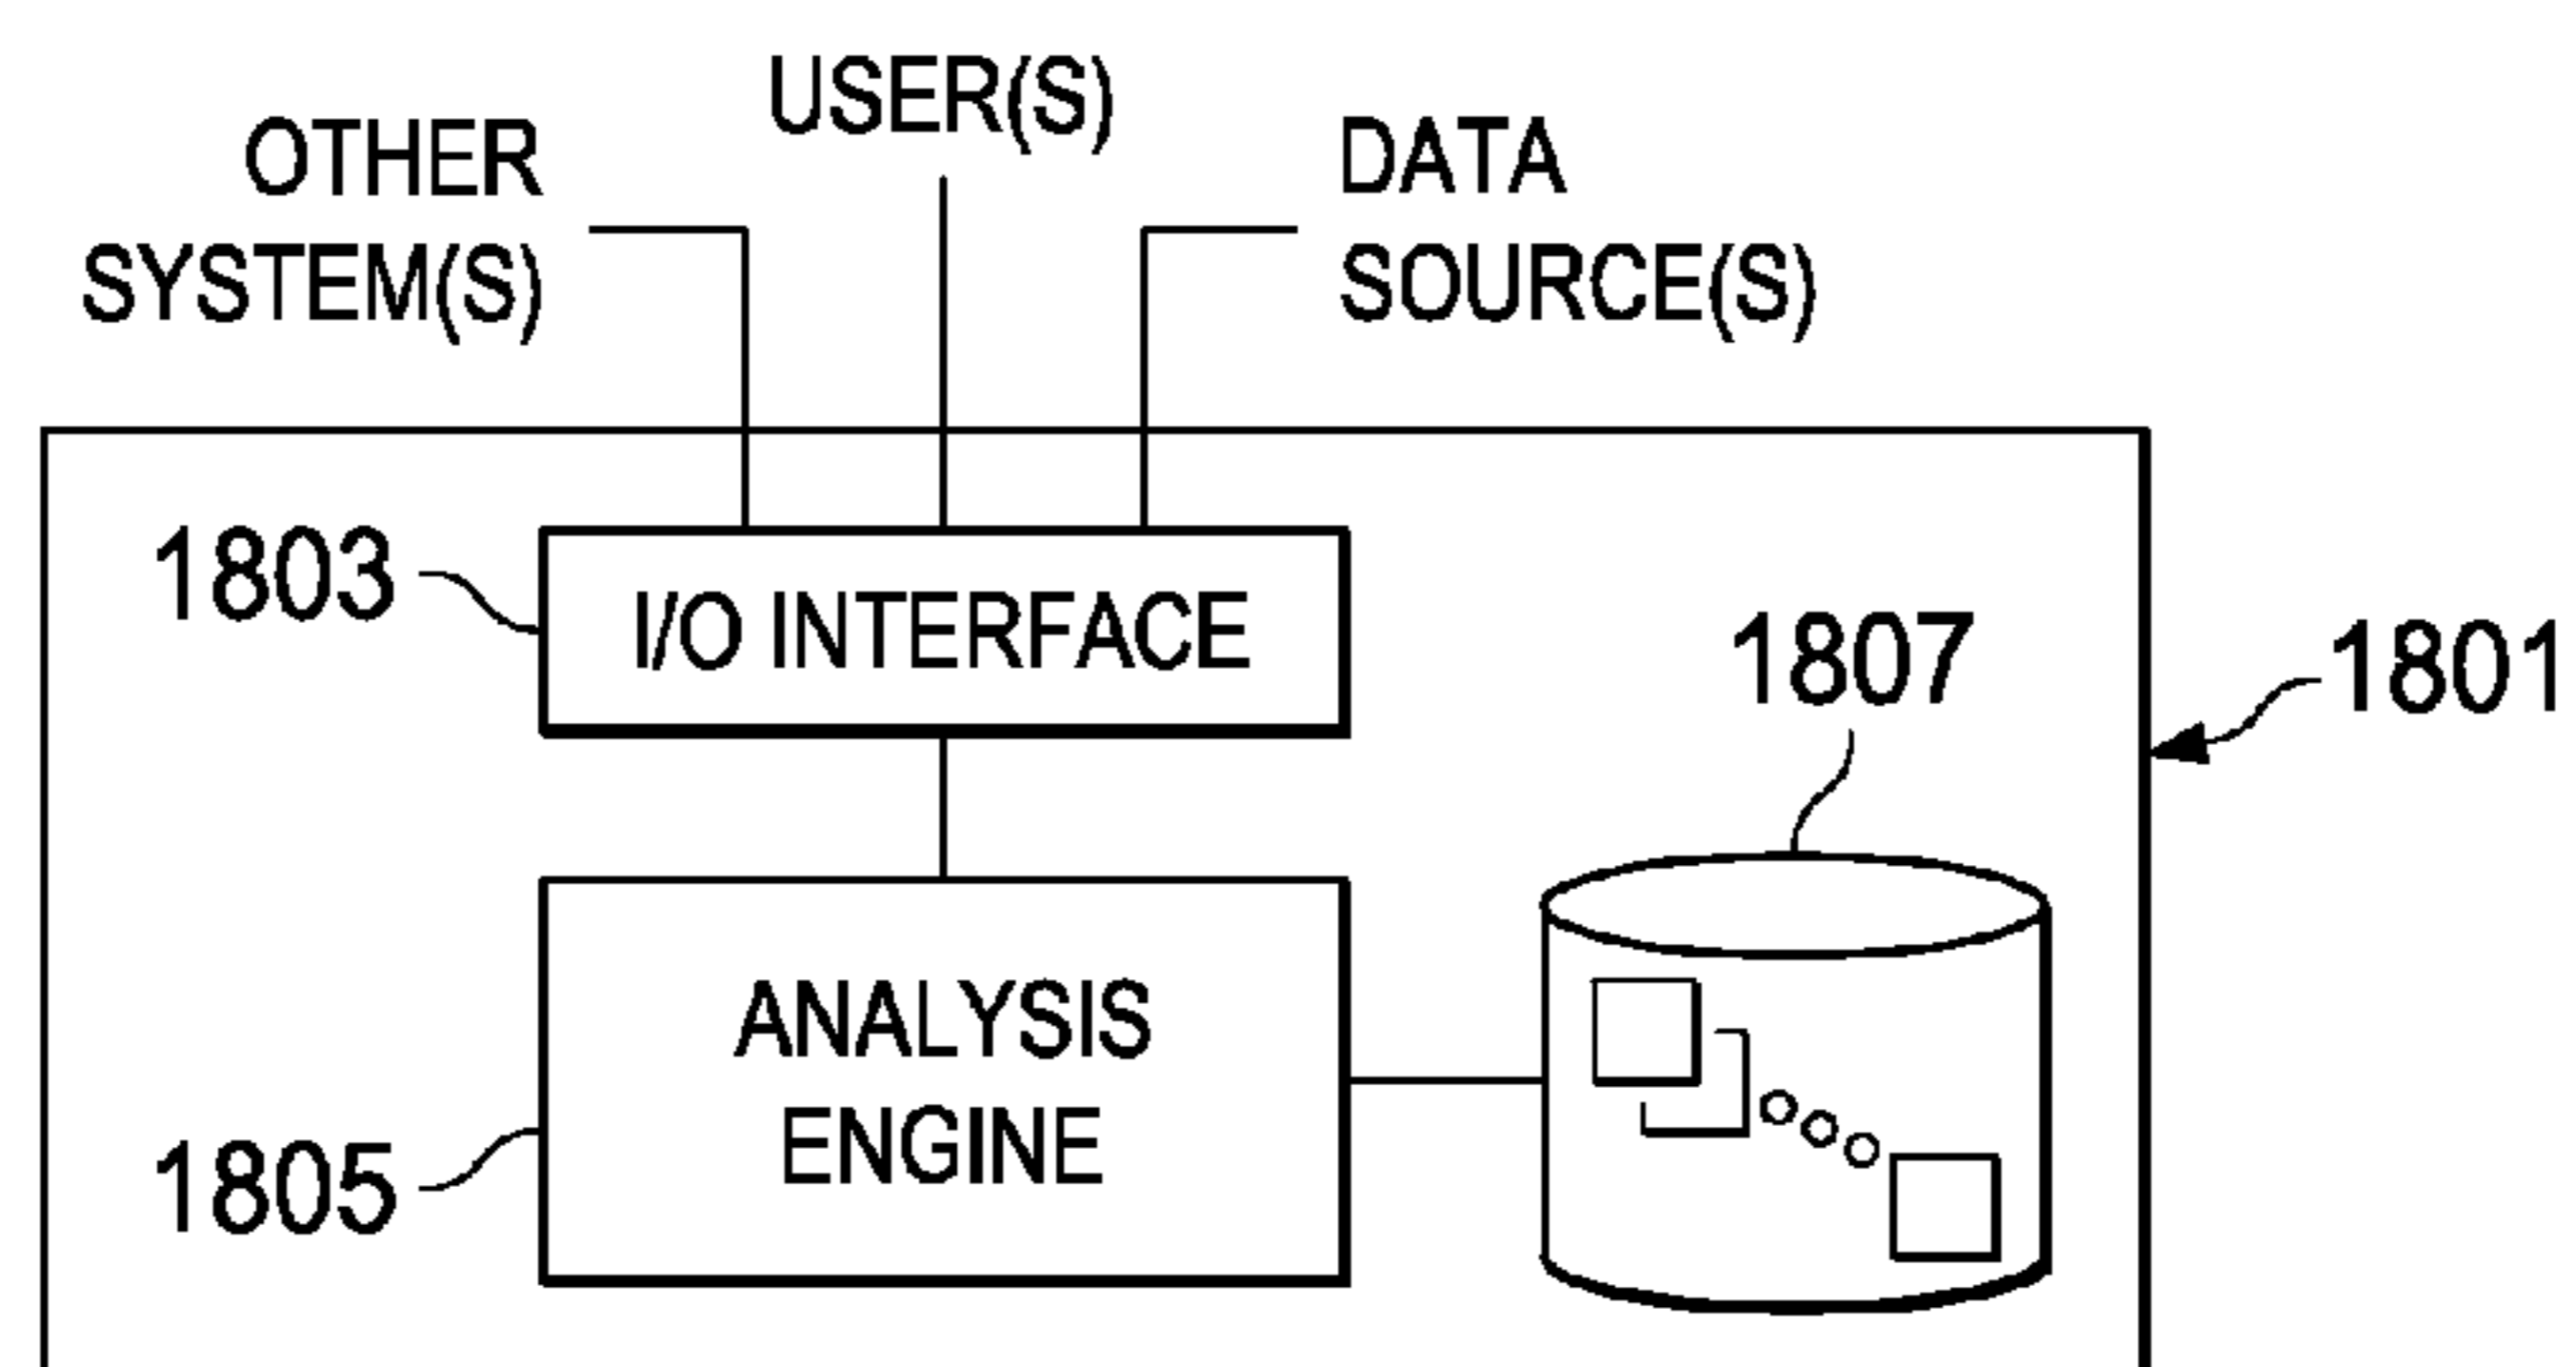 USER(S)
OTHER
SYSTEM(S)
DATA
SOURCE(S)
1803
I/O INTERFACE
1807
1801
ANALYSIS
ENGINE
1805